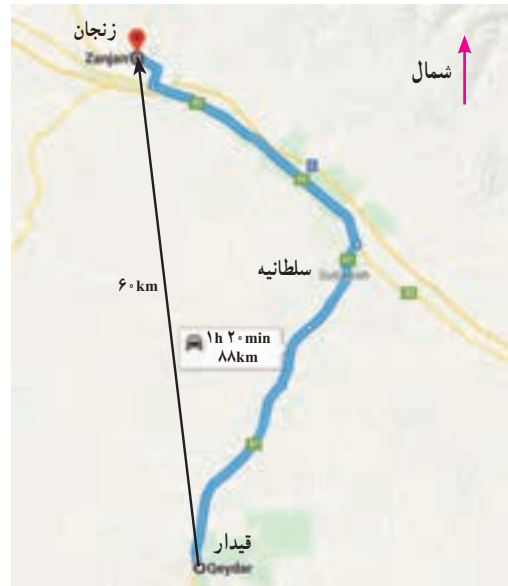 زنجان
Zanjan
شمال
سلطانیه
۶۰km
۱h ۲۰min
۸۸km
قیدار
Qeydar